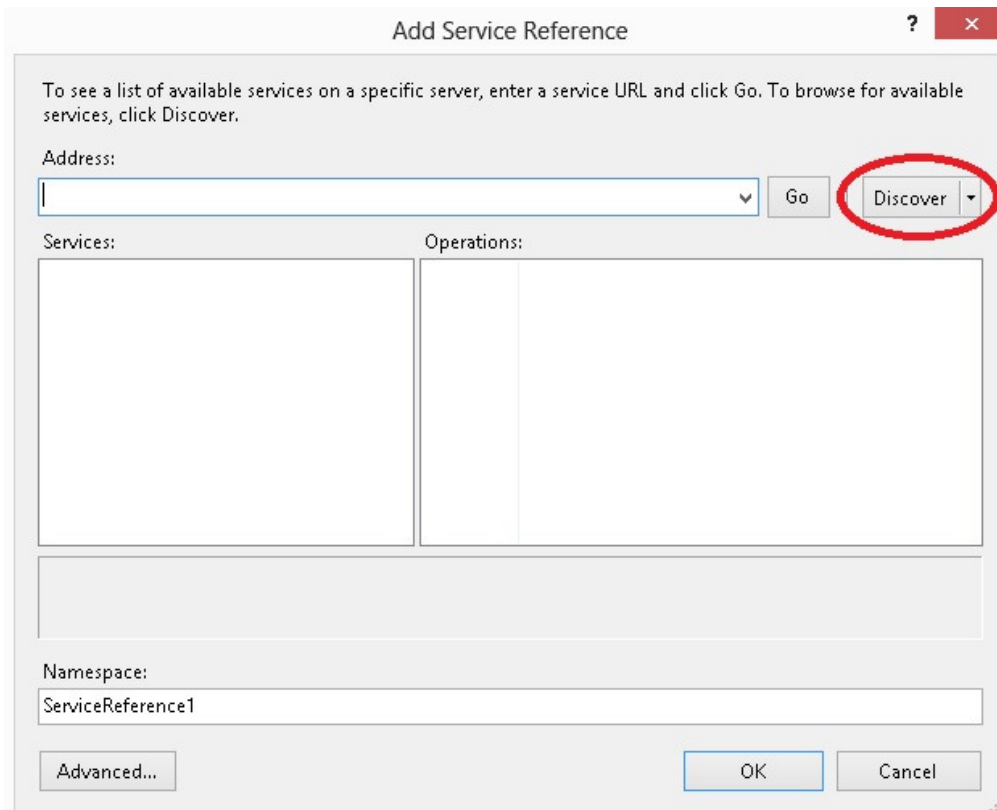 Add Service Reference
?
To see a list of available services on a specific server, enter a service URL and click Go. To browse for available
services, click Discover.
Address:
Go
Discover
Services:
Operations:
Namespace:
ServiceReference1
Advanced...
OK
Cancel